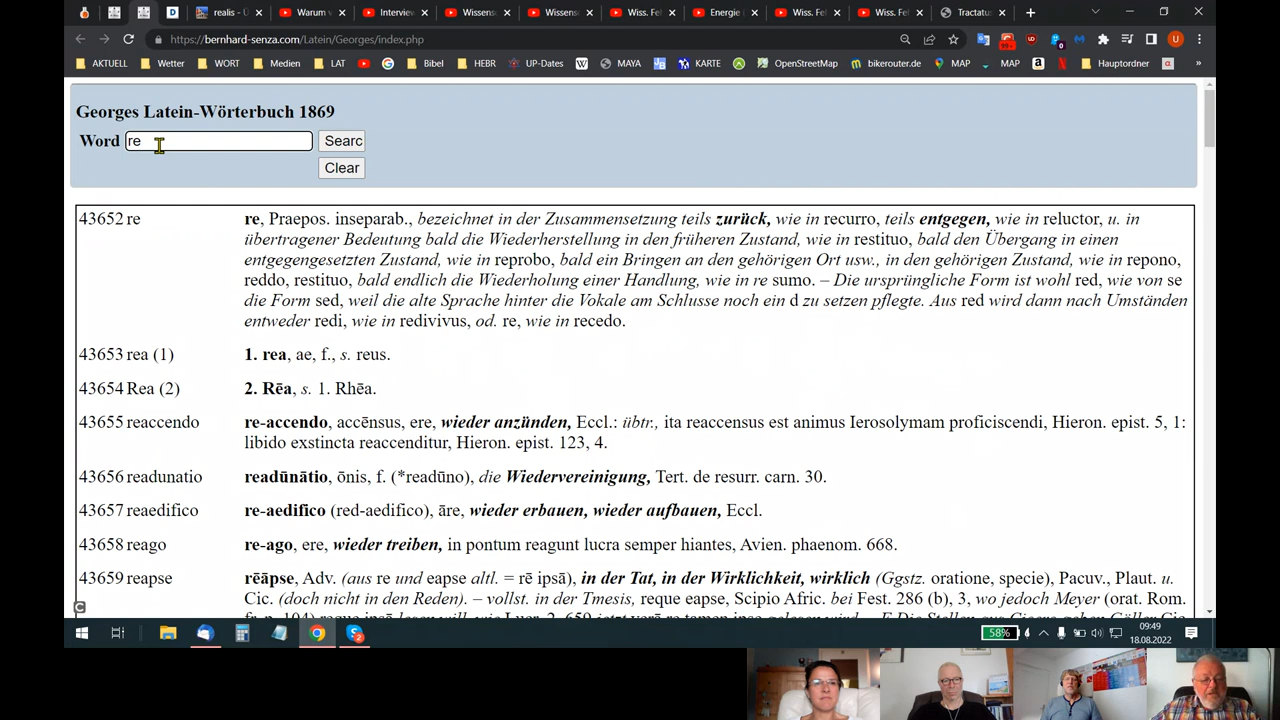 realis - Ub
Warum v
Interview
Wissens
Wissens
Wiss. Fel
Energie (
Wiss. Fel
Wiss. Fel
Tractatu
https://bernhard-senza.com/Latein/Georges/index.php
AKTUELL
Wetter
WORT
Medien
LAT
Bibel
HEBR
UP-Dates
MAYA
KARTE
OpenStreetMap
bikerouter.de
MAP
MAP
Hauptordner
»
Georges Latein-Wörterbuch 1869
Word re Searc
Clear
43652 re re, Praepos. inseparab., bezeichnet in der Zusammensetzung teils zurück, wie in recurro, teils entgegen, wie in reluctor, u. in
übertragener Bedeutung bald die Wiederherstellung in den früheren Zustand, wie in restituo, bald den Übergang in einen
entgegengesetzten Zustand, wie in reprobo, bald ein Bringen an den gehörigen Ort usw., in den gehörigen Zustand, wie in repono,
reddo, restituo, bald endlich die Wiederholung einer Handlung, wie in re sumo. – Die ursprüngliche Form ist wohl red, wie von se
die Form sed, weil die alte Sprache hinter die Vokale am Schlusse noch ein d zu setzen pflegte. Aus red wird dann nach Umständen
entweder redi, wie in redivivus, od. re, wie in recedo.
43653 rea (1) 1. rea, ae, f., s. reus.
43654 Rea (2) 2. Rēa, s. 1. Rhēa.
43655 reaccendo re-accendo, accēnsus, ere, wieder anzünden, Eccl.: übtr., ita reaccensus est animus Ierosolymam proficiscendi, Hieron. epist. 5, 1:
libido exstincta reaccenditur, Hieron. epist. 123, 4.
43656 readunatio readūnātio, ōnis, f. (*readūno), die Wiedervereinigung, Tert. de resurr. carn. 30.
43657 reaedifico re-aedifico (red-aedifico), āre, wieder erbauen, wieder aufbauen, Eccl.
43658 reago re-ago, ere, wieder treiben, in pontum reagunt lucra semper hiantes, Avien. phaenom. 668.
43659 reapse rēāpse, Adv. (aus re und eapse altl. = rē ipsā), in der Tat, in der Wirklichkeit, wirklich (Ggstz. oratione, specie), Pacuv., Plaut. u.
Cic. (doch nicht in den Reden). – vollst. in der Tmesis, reque eapse, Scipio Afric. bei Fest. 286 (b), 3, wo jedoch Meyer (orat. Rom.
58%
09:49
18.08.2022